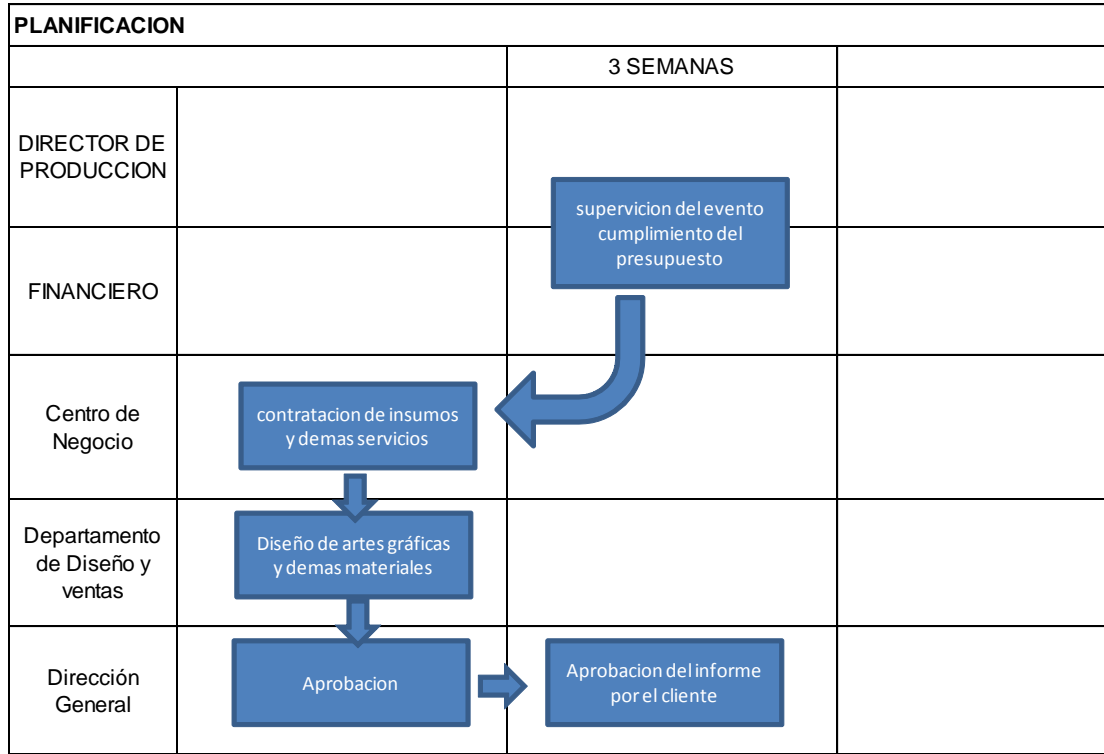 PLANIFICACION
3 SEMANAS
DIRECTOR DE
PRODUCCION
supervicion del evento
cumplimiento del
presupuesto
FINANCIERO
Centro de
Negocio
contratacion de insumos
y demas servicios
Departamento
de Diseño y
ventas
Diseño de artes gráficas
y demas materiales
Dirección
General
Aprobacion
Aprobacion del informe
por el cliente